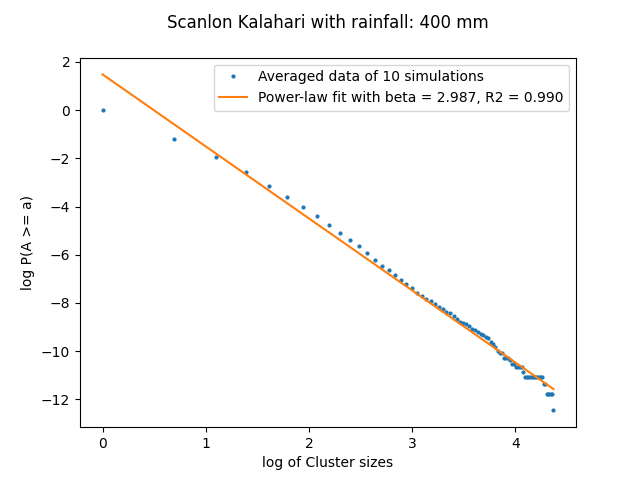 Scanlon Kalahari with rainfall: 400 mm
Averaged data of 10 simulations
Power-law fit with beta = 2.987, R2 = 0.990
log P(A >= a)
2
0
−2
−4
−6
−8
−10
−12
0 1 2 3 4
log of Cluster sizes